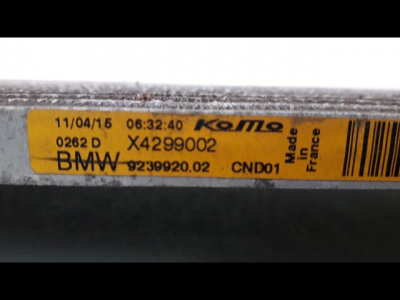 11/04/15 06:32:40 KOMO
0262 D X4299002
BMW 9239920.02 CND01
Made
in
France